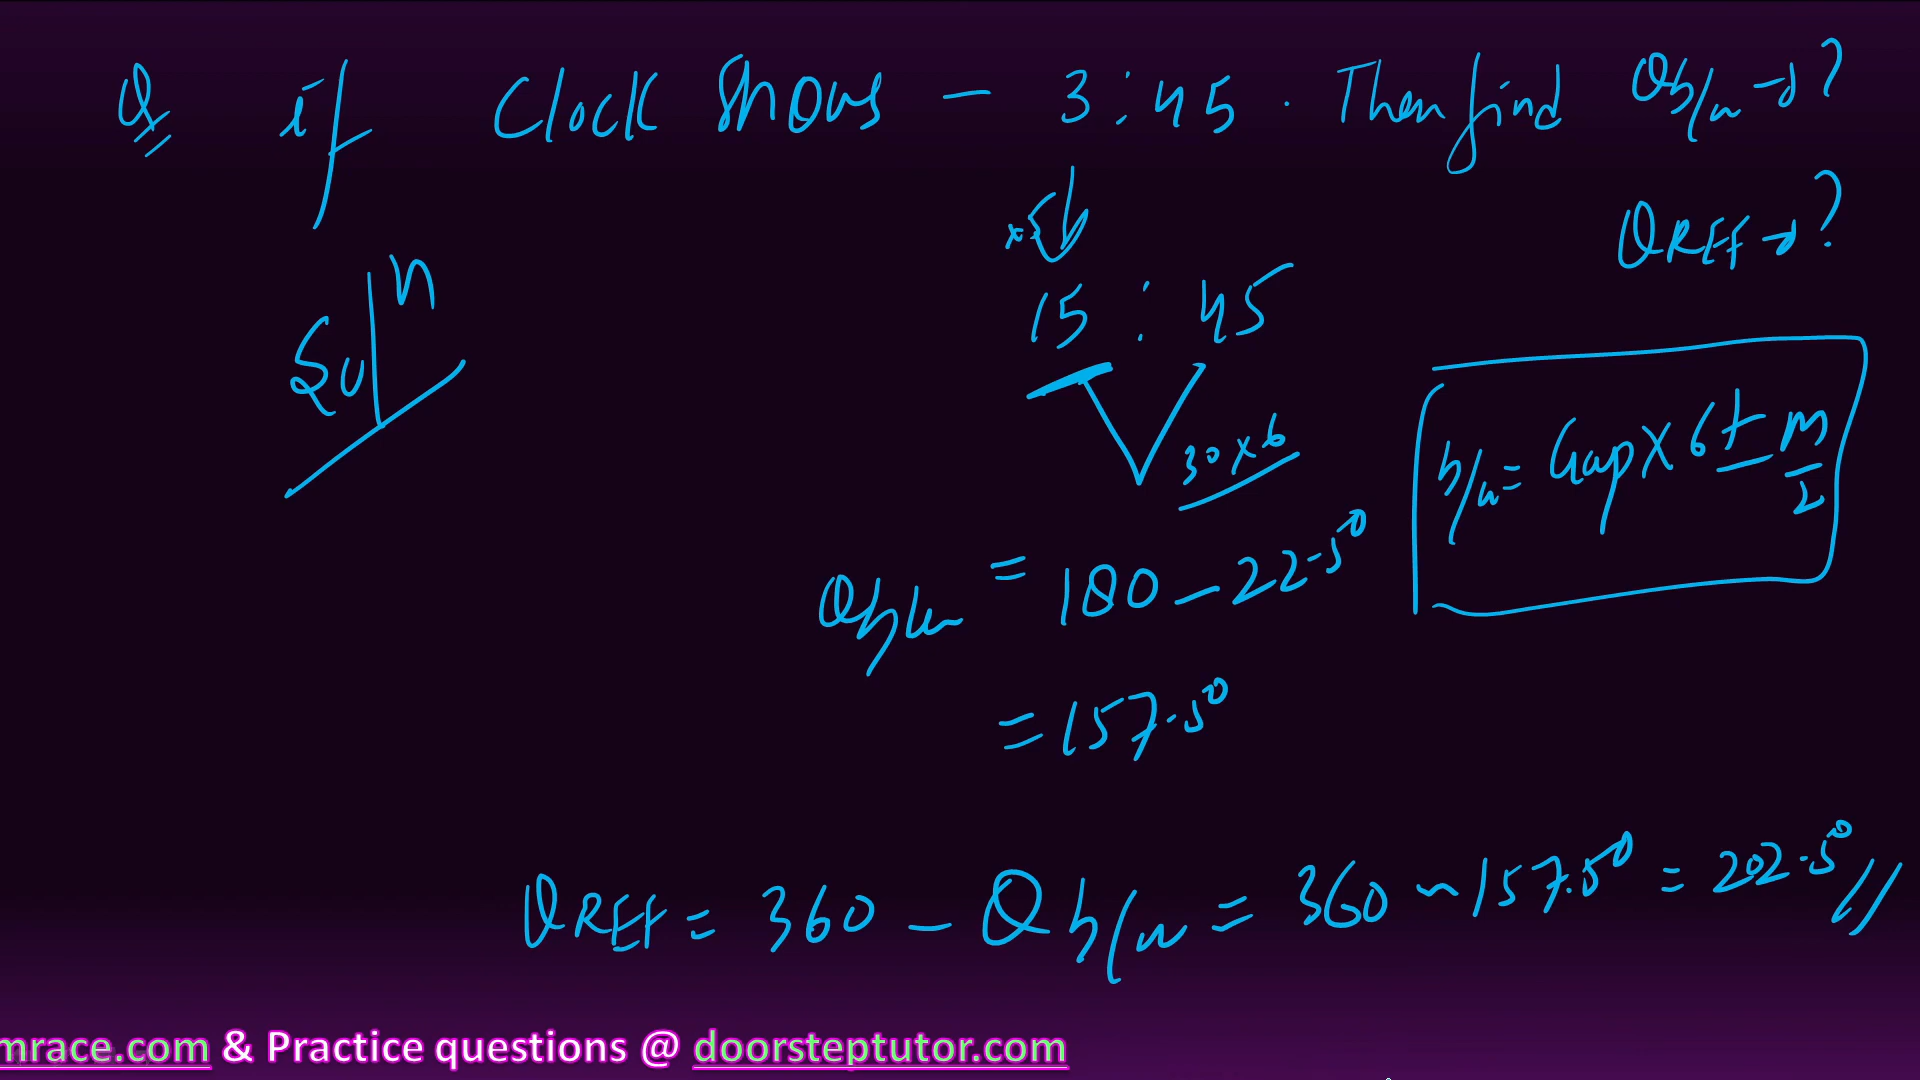 Q if Clock Shows - 3:45. Then find θh/m → ?
θREF → ?
×5
15 : 45
30 × 6
h/m = Gap × 6 ± m/2
θh/m = 180 - 22.5°
= 157.5°
θREF = 360 - θh/m = 360 - 157.5° = 202.5° //
Sol^n
mrace.com & Practice questions @ doorsteptutor.com